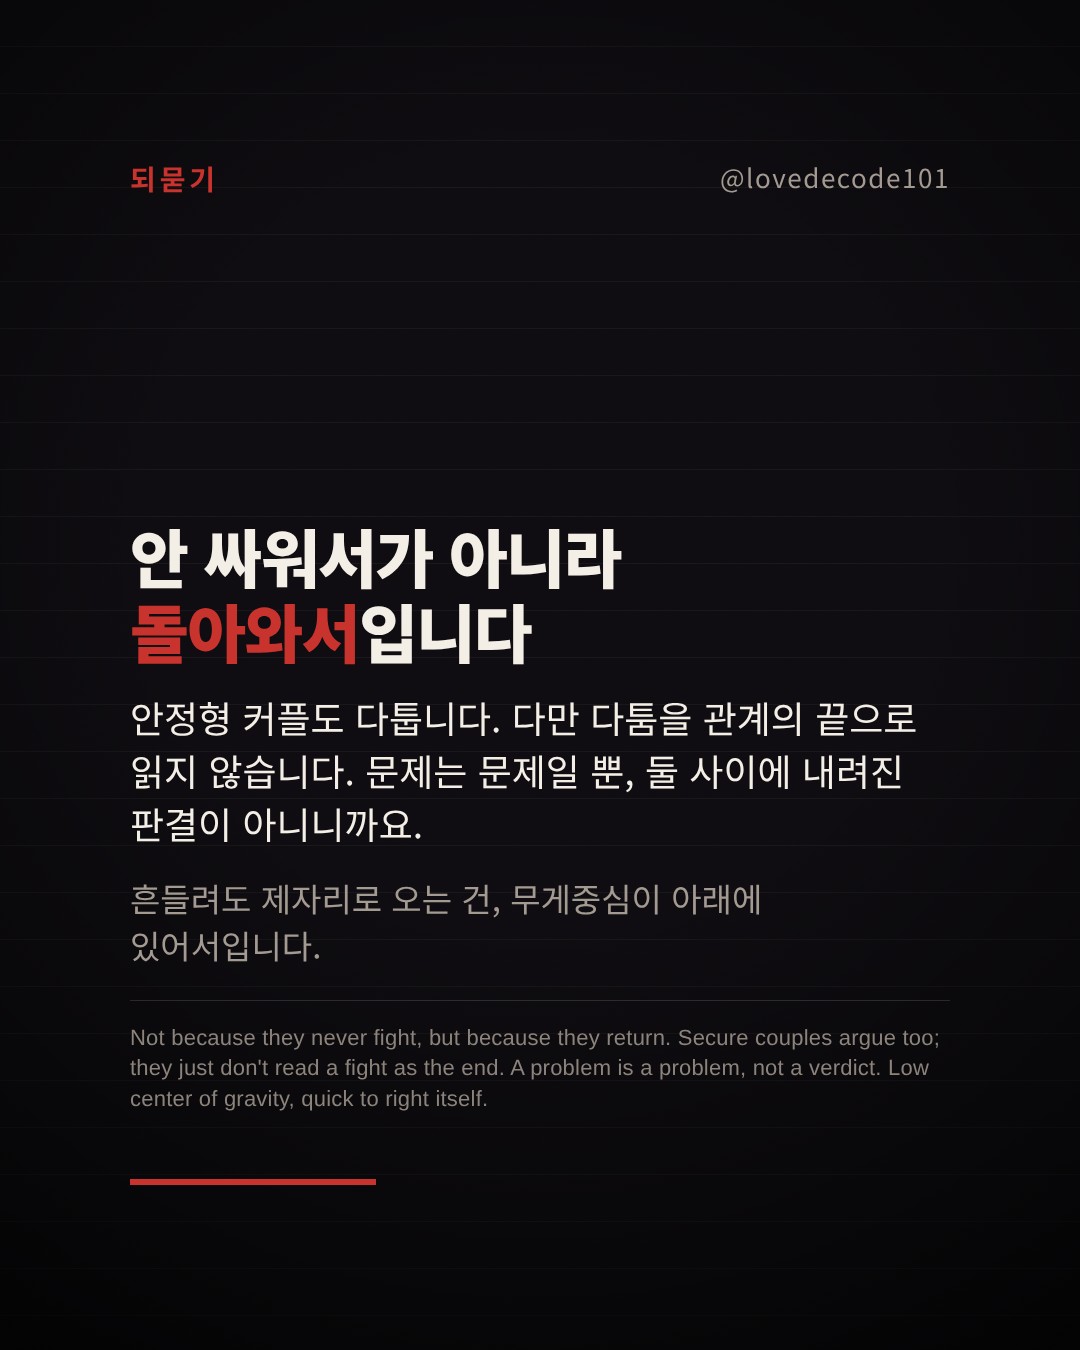 되묻기
@lovedecode101
안 싸워서가 아니라
돌아와서입니다
안정형 커플도 다툽니다. 다만 다툼을 관계의 끝으로
읽지 않습니다. 문제는 문제일 뿐, 둘 사이에 내려진
판결이 아니니까요.
흔들려도 제자리로 오는 건, 무게중심이 아래에
있어서입니다.
Not because they never fight, but because they return. Secure couples argue too;
they just don't read a fight as the end. A problem is a problem, not a verdict. Low
center of gravity, quick to right itself.